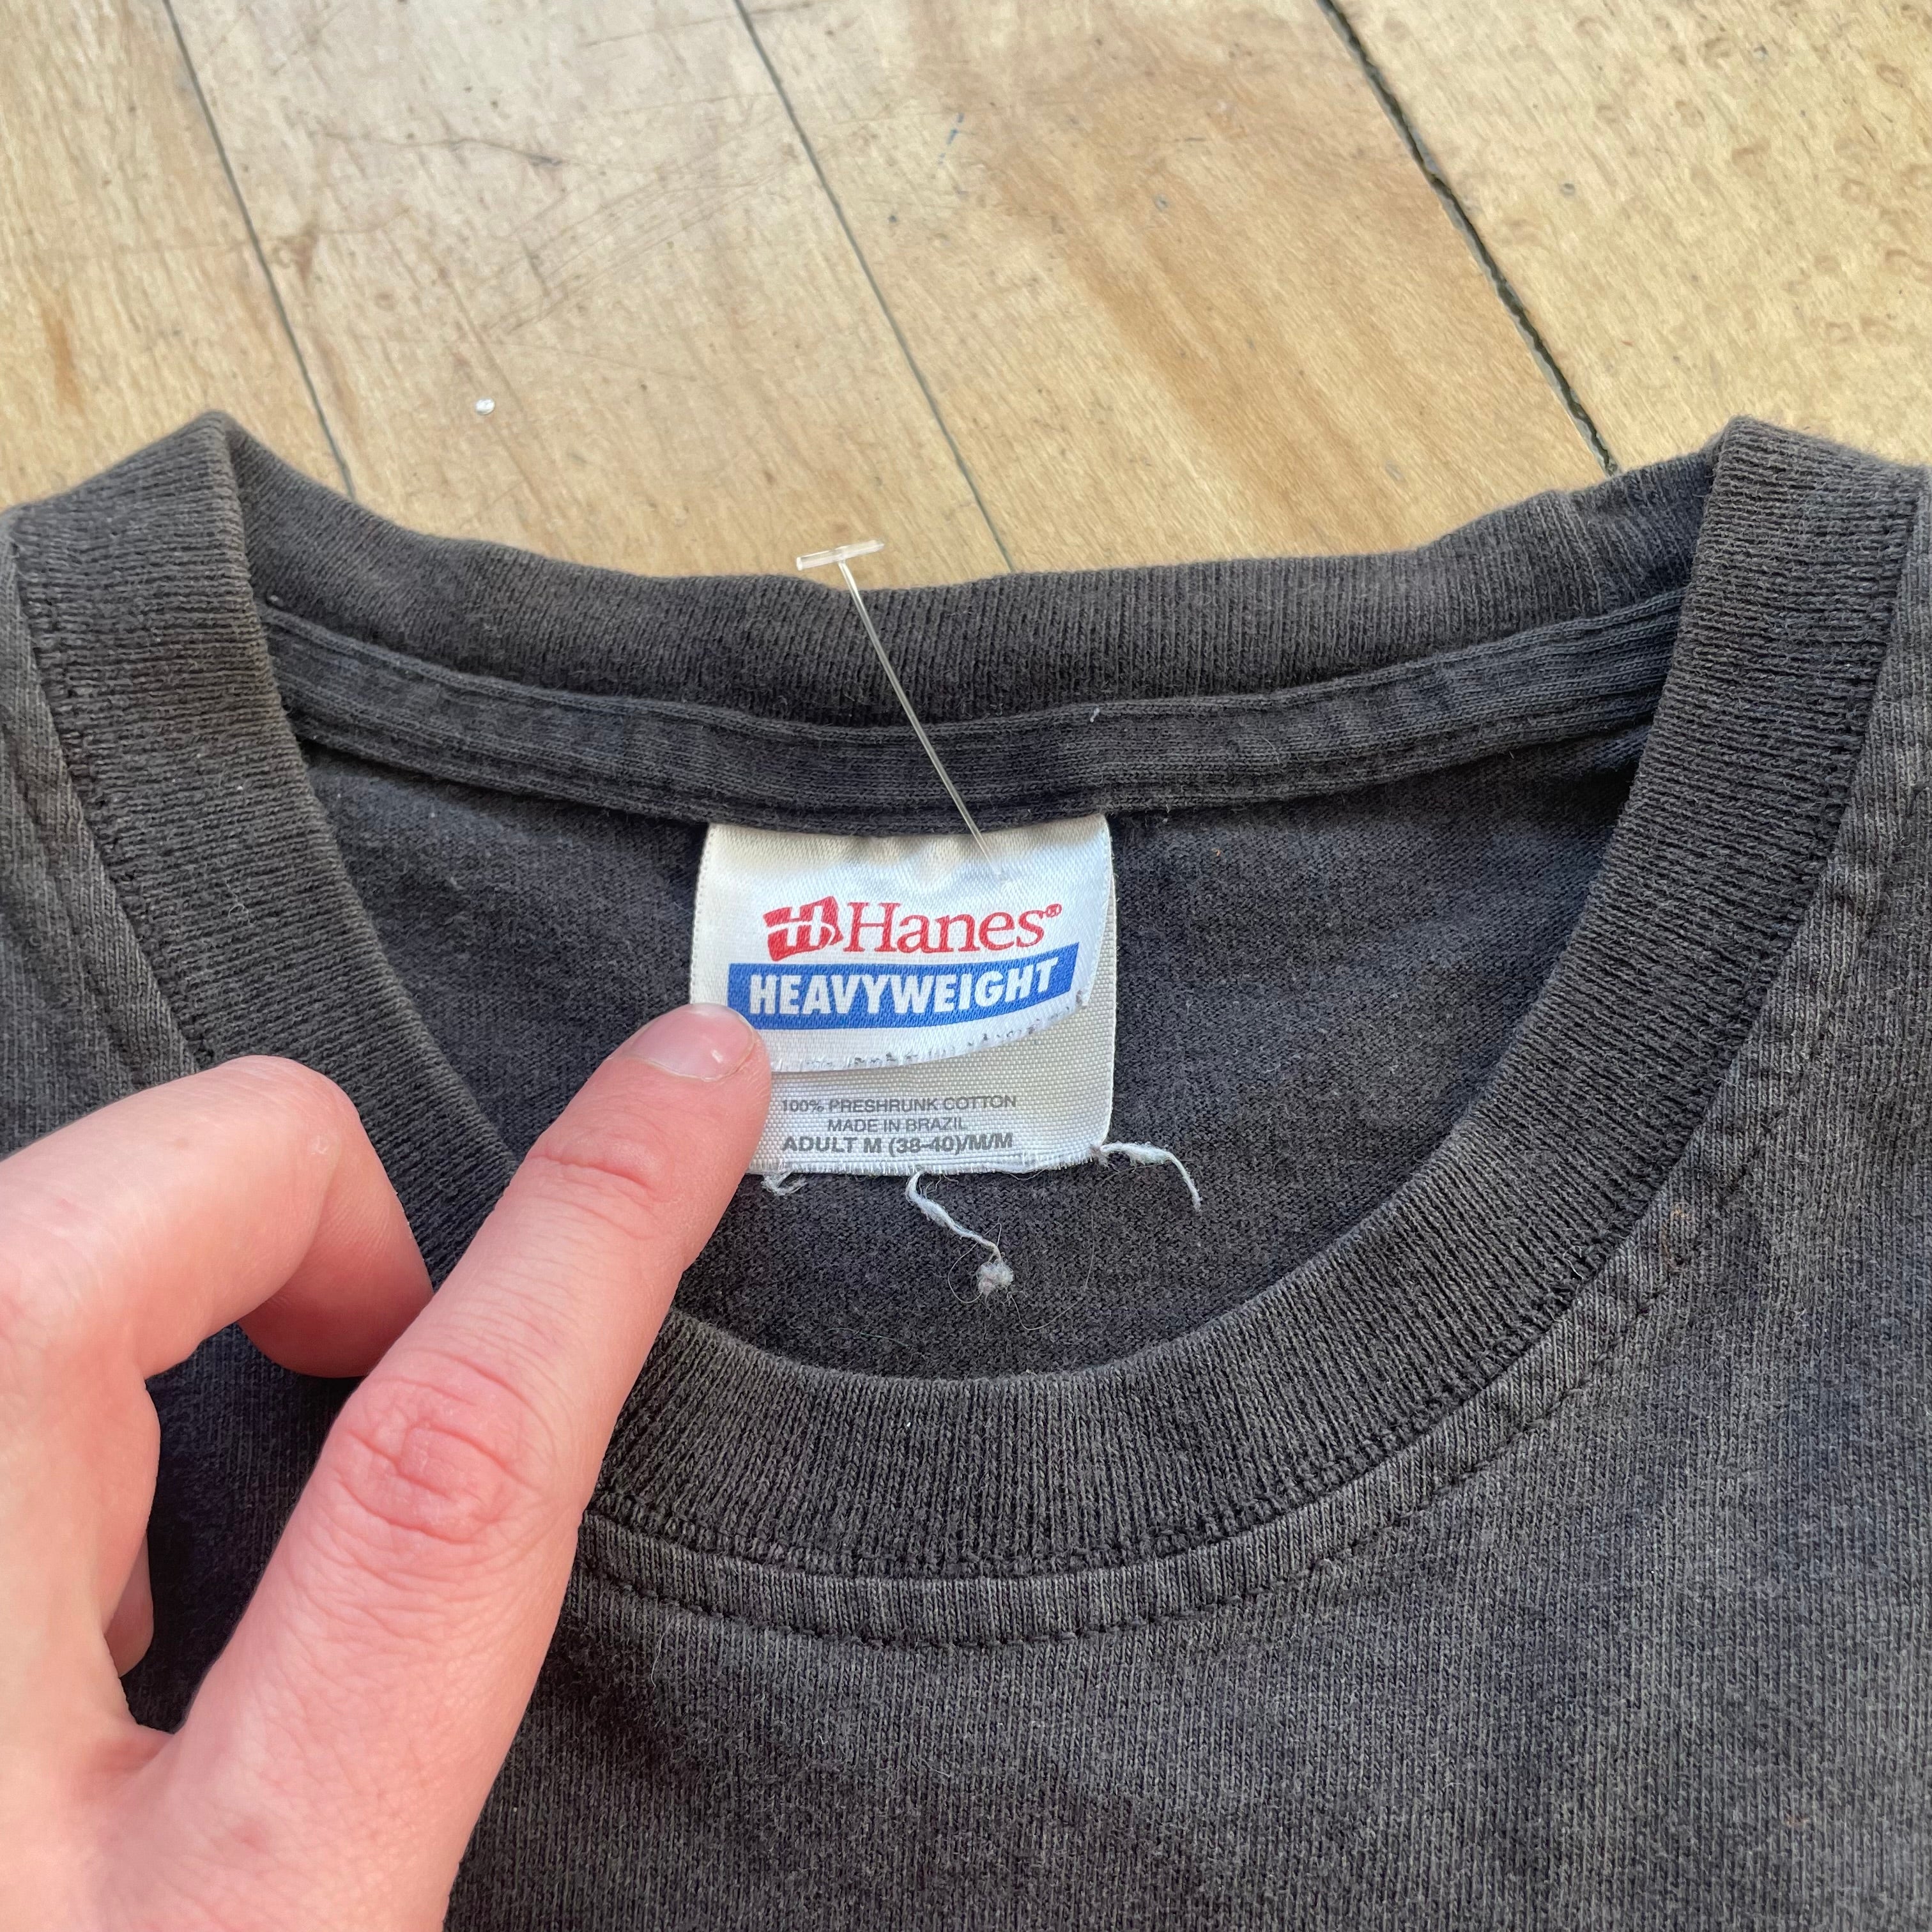 Hanes®
HEAVYWEIGHT
100% PRESHRUNK COTTON
MADE IN BRAZIL
ADULT M (38-40)/M/M